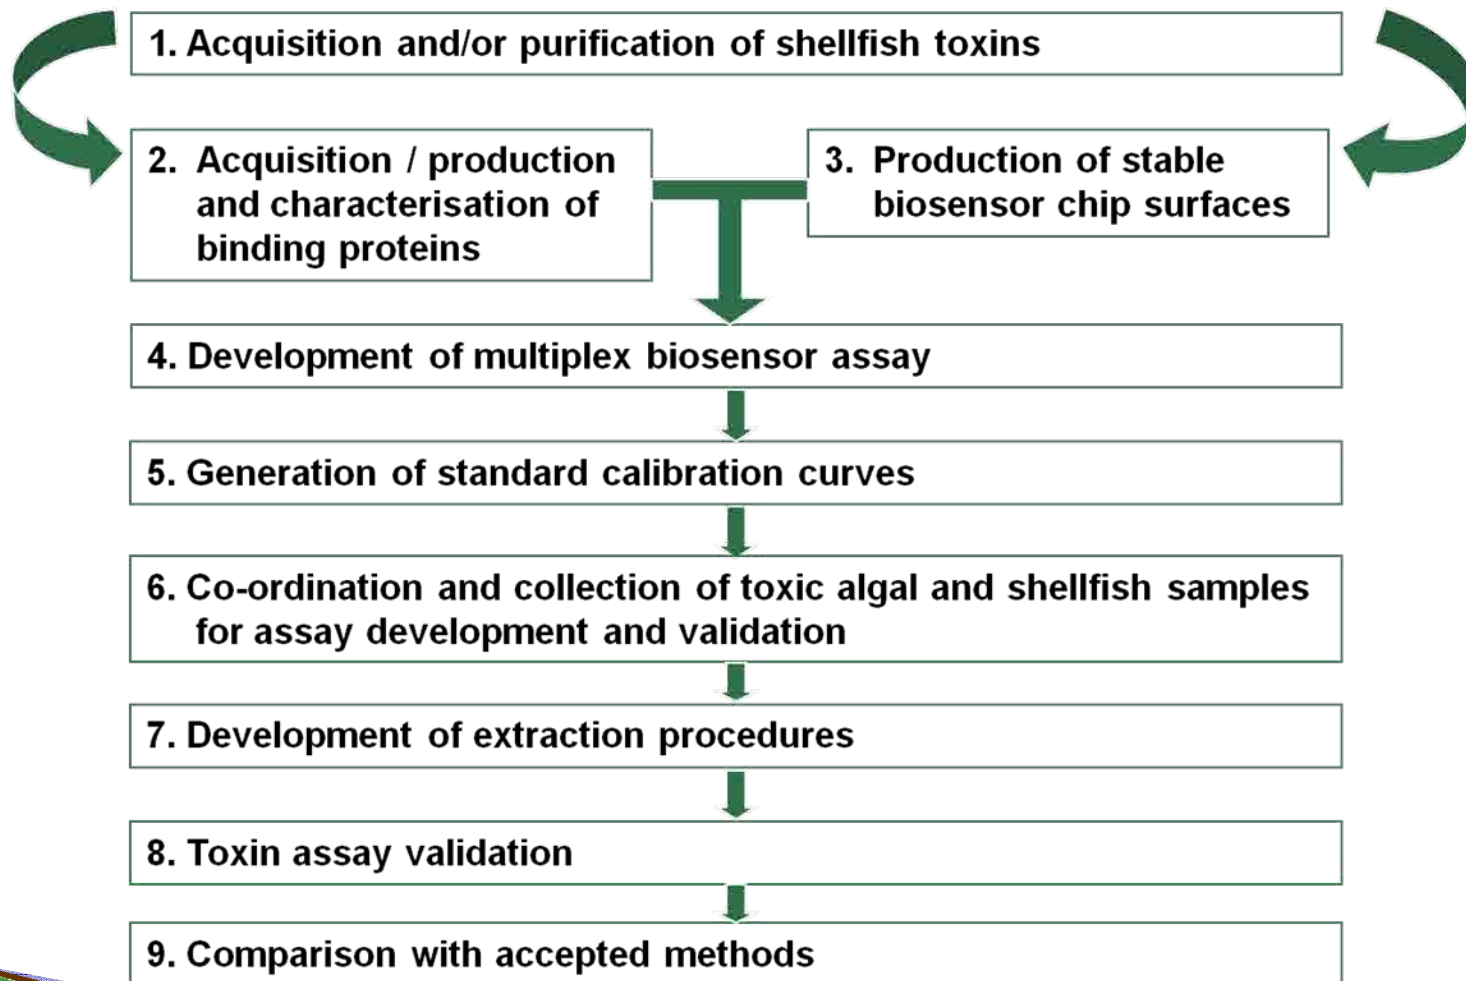 1. Acquisition and/or purification of shellfish toxins
2. Acquisition / production
and characterisation of
binding proteins
3. Production of stable
biosensor chip surfaces
4. Development of multiplex biosensor assay
5. Generation of standard calibration curves
6. Co-ordination and collection of toxic algal and shellfish samples
for assay development and validation
7. Development of extraction procedures
8. Toxin assay validation
9. Comparison with accepted methods